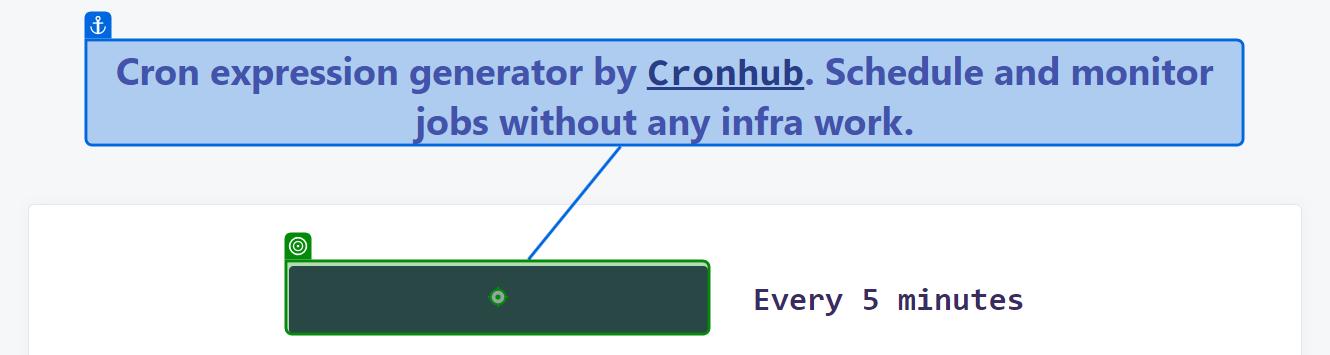 Cron expression generator by Cronhub. Schedule and monitor
jobs without any infra work.
Every 5 minutes